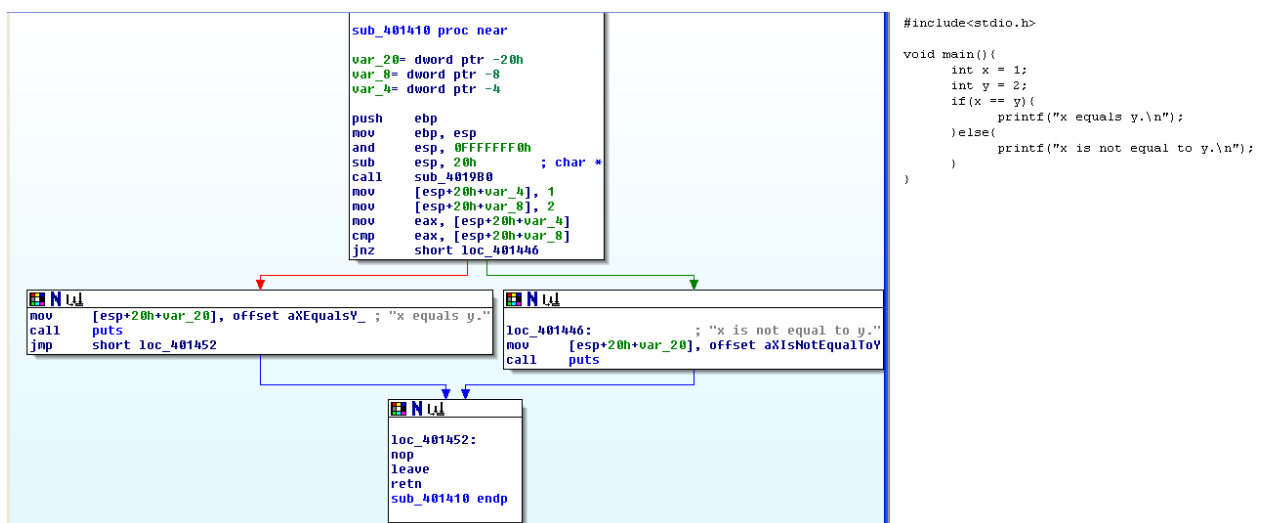 sub_401410 proc near
var_20= dword ptr -20h
var_8= dword ptr -8
var_4= dword ptr -4
push ebp
mov ebp, esp
and esp, 0FFFFFFF0h
sub esp, 20h ; char *
call sub_4019B0
mov [esp+20h+var_4], 1
mov [esp+20h+var_8], 2
mov eax, [esp+20h+var_4]
cmp eax, [esp+20h+var_8]
jnz short loc_401446
mov [esp+20h+var_20], offset aXEqualsY_ ; "x equals y."
call puts
jmp short loc_401452
loc_401446: ; "x is not equal to y."
mov [esp+20h+var_20], offset aXIsNotEqualToY
call puts
loc_401452:
nop
leave
retn
sub_401410 endp
#include<stdio.h>
void main(){
int x = 1;
int y = 2;
if(x == y){
printf("x equals y.\n");
}else{
printf("x is not equal to y.\n");
}
}